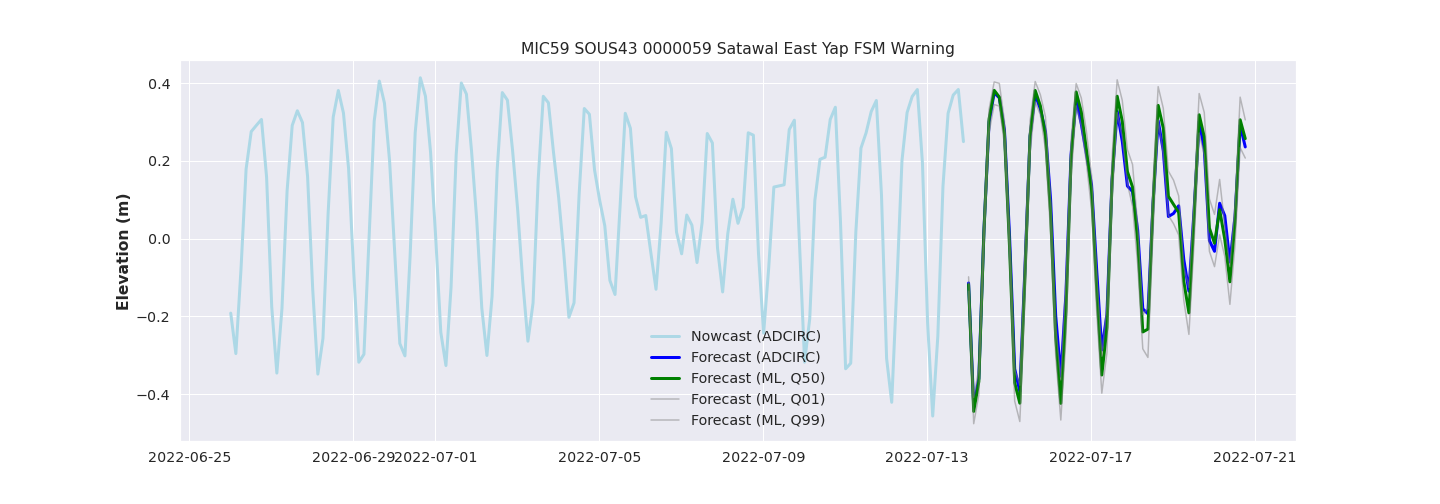 MIC59 SOUS43 0000059 Satawal East Yap FSM Warning
Elevation (m)
0.4
0.2
0.0
−0.2
−0.4
Nowcast (ADCIRC)
Forecast (ADCIRC)
Forecast (ML, Q50)
Forecast (ML, Q01)
Forecast (ML, Q99)
2022-06-25 2022-06-29 2022-07-01 2022-07-05 2022-07-09 2022-07-13 2022-07-17 2022-07-21